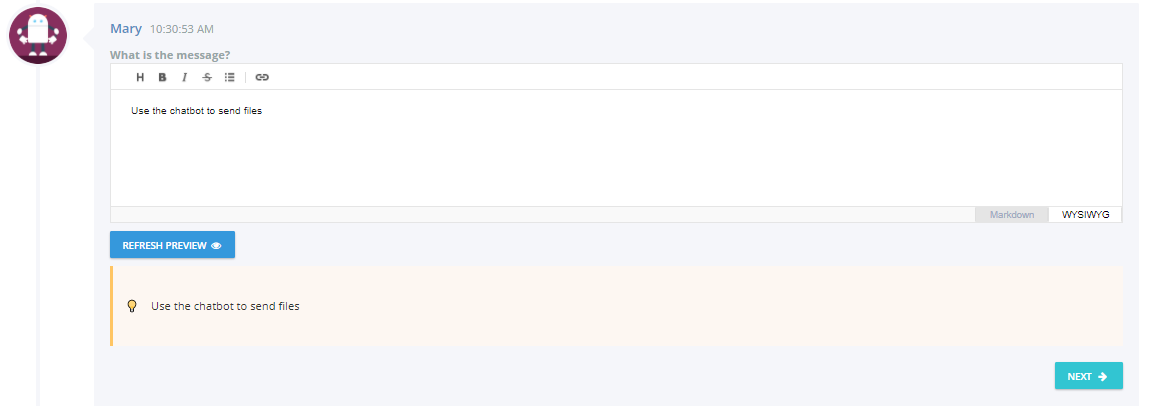 Mary 10:30:53 AM
What is the message?
H B I S
Use the chatbot to send files
Markdown WYSIWYG
REFRESH PREVIEW
Use the chatbot to send files
NEXT